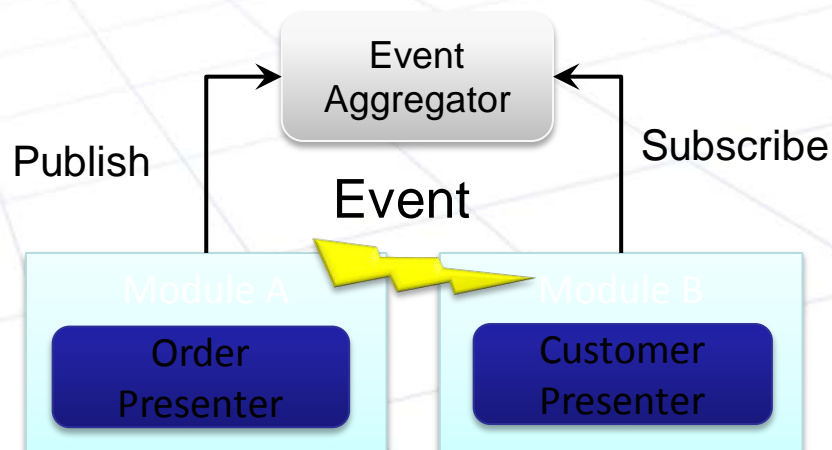 Event
Aggregator
Publish
Subscribe
Event
Module A
Module B
Order
Presenter
Customer
Presenter